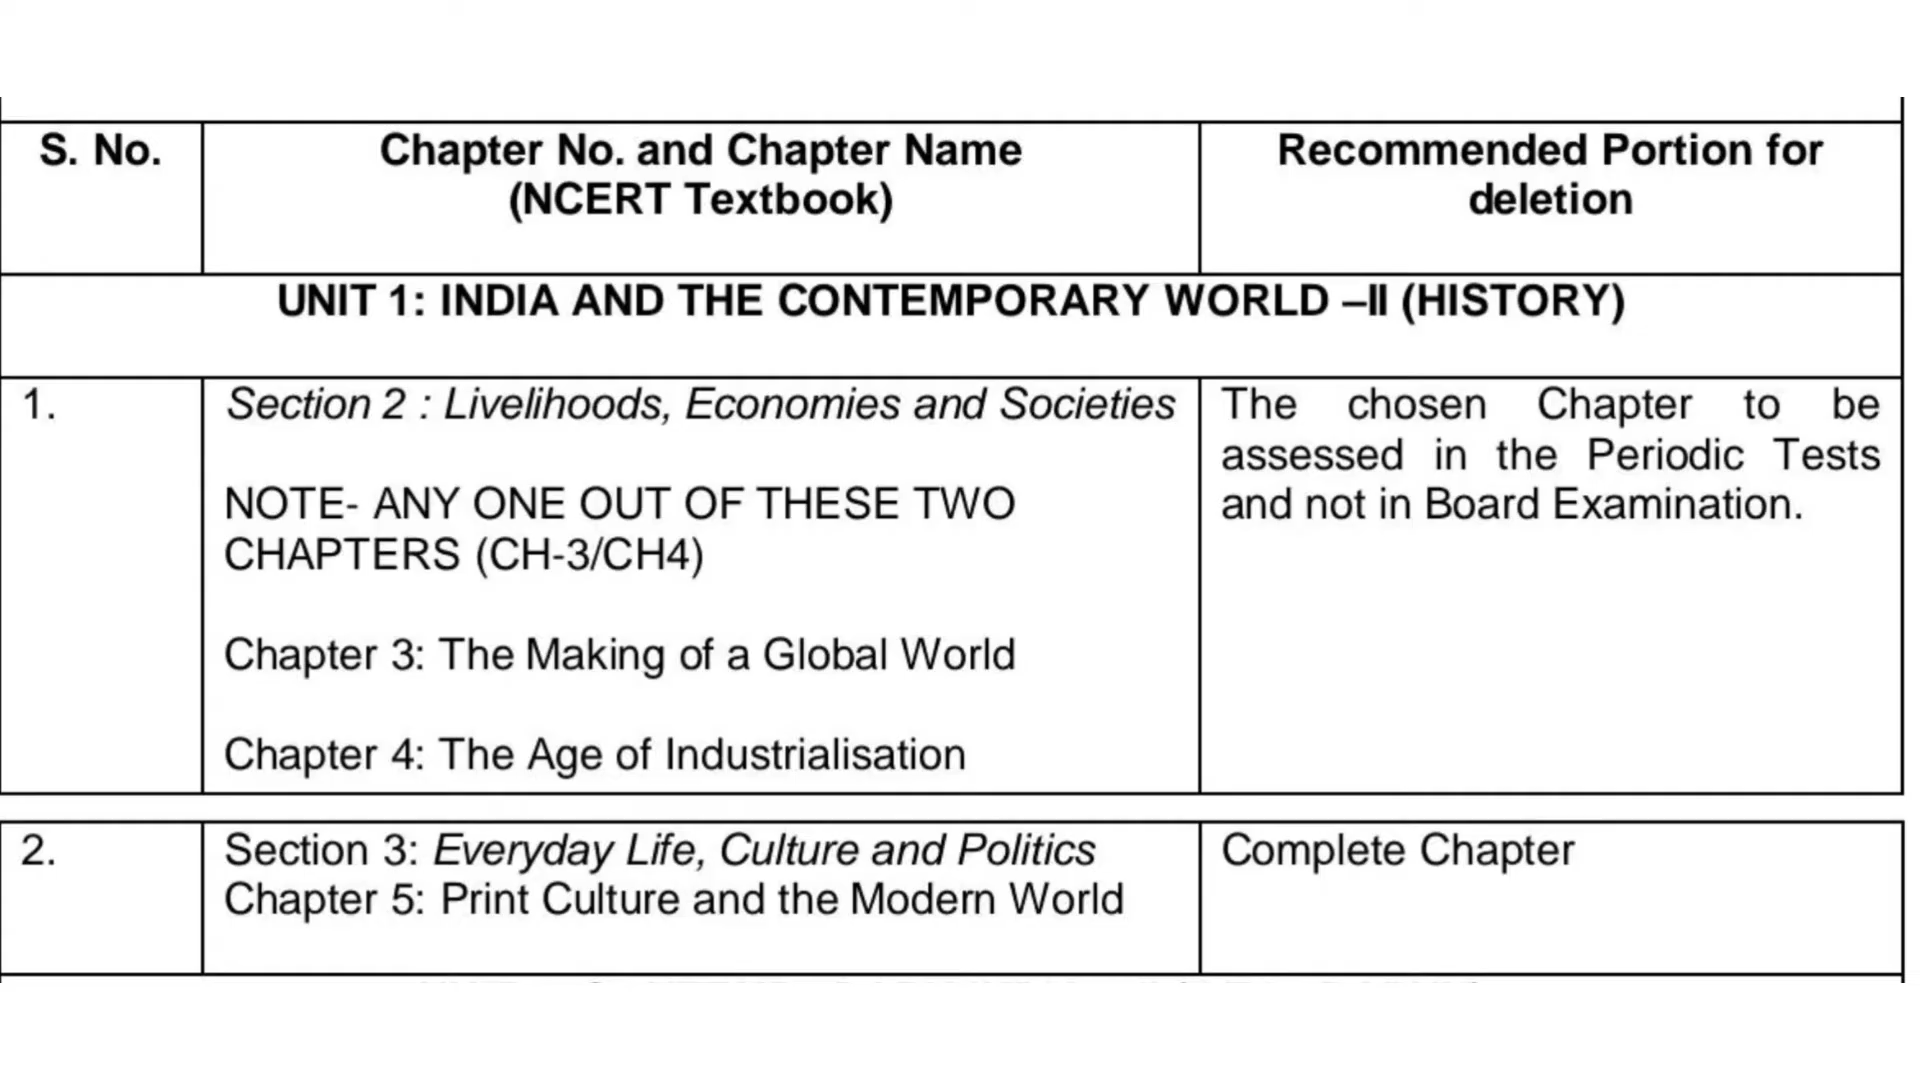 S. No.
Chapter No. and Chapter Name
(NCERT Textbook)
Recommended Portion for
deletion
UNIT 1: INDIA AND THE CONTEMPORARY WORLD –II (HISTORY)
1.
Section 2 : Livelihoods, Economies and Societies
NOTE- ANY ONE OUT OF THESE TWO
CHAPTERS (CH-3/CH4)
Chapter 3: The Making of a Global World
Chapter 4: The Age of Industrialisation
The chosen Chapter to be
assessed in the Periodic Tests
and not in Board Examination.
2.
Section 3: Everyday Life, Culture and Politics
Chapter 5: Print Culture and the Modern World
Complete Chapter